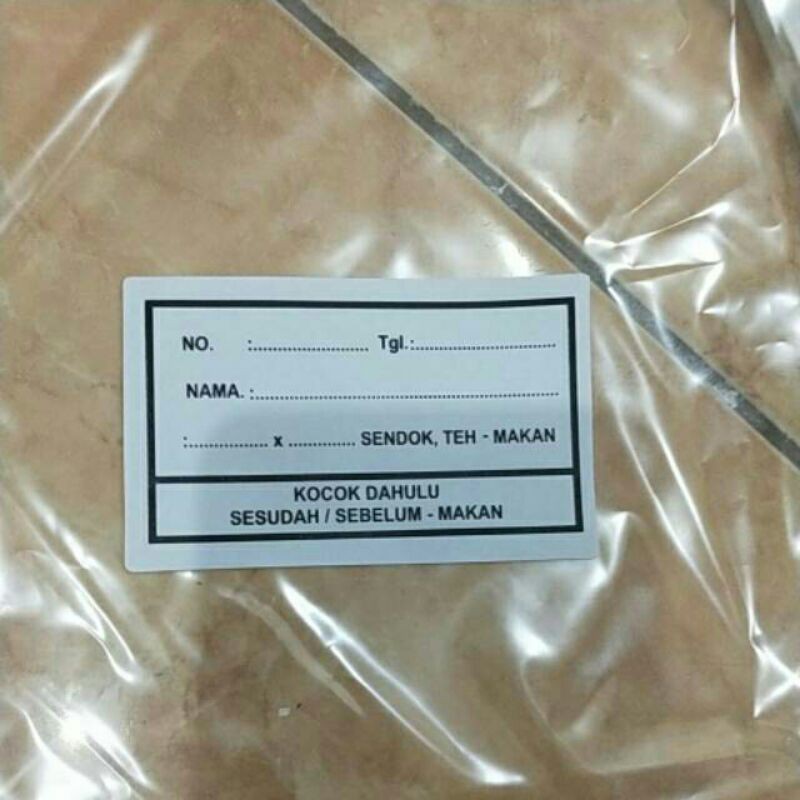 NO. :........................ Tgl.:............................
NAMA. :................................................................
:................ x .............. SENDOK, TEH - MAKAN
KOCOK DAHULU
SESUDAH / SEBELUM - MAKAN